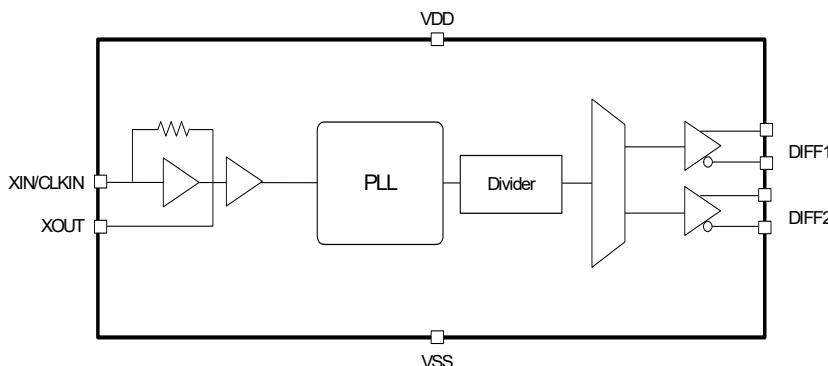 VDD
XIN/CLKIN
XOUT
PLL
Divider
DIFF1
DIFF2
VSS